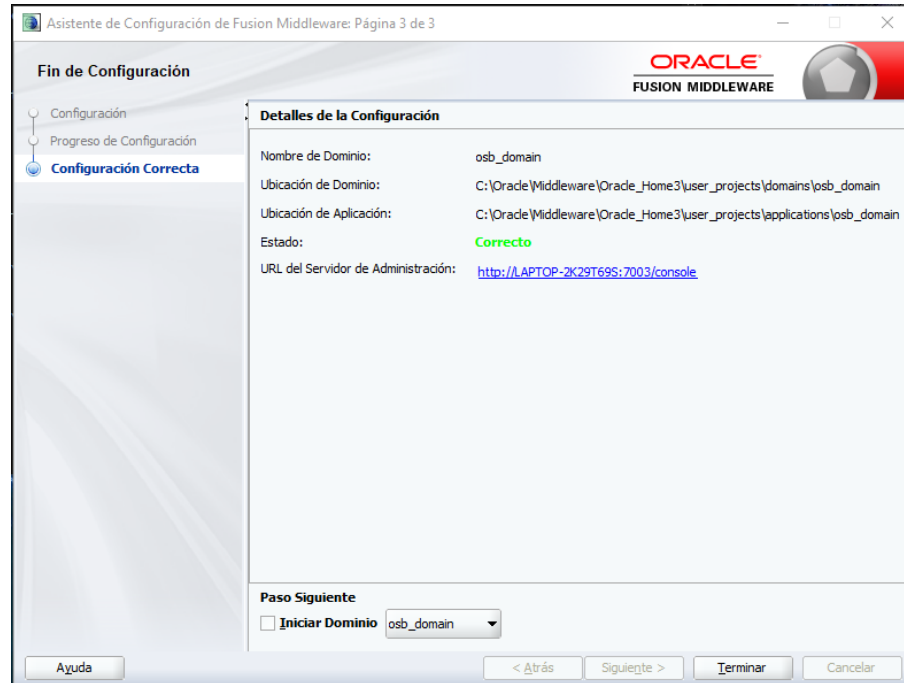 Asistente de Configuración de Fusion Middleware: Página 3 de 3
Fin de Configuración
ORACLE
FUSION MIDDLEWARE
Configuración
Progreso de Configuración
Configuración Correcta
Detalles de la Configuración
Nombre de Dominio: osb_domain
Ubicación de Dominio: C:\Oracle\Middleware\Oracle_Home3\user_projects\domains\osb_domain
Ubicación de Aplicación: C:\Oracle\Middleware\Oracle_Home3\user_projects\applications\osb_domain
Estado: Correcto
URL del Servidor de Administración: http://LAPTOP-2K29T69S:7003/console
Paso Siguiente
Iniciar Dominio osb_domain
Ayuda < Atrás Siguiente > Terminar Cancelar